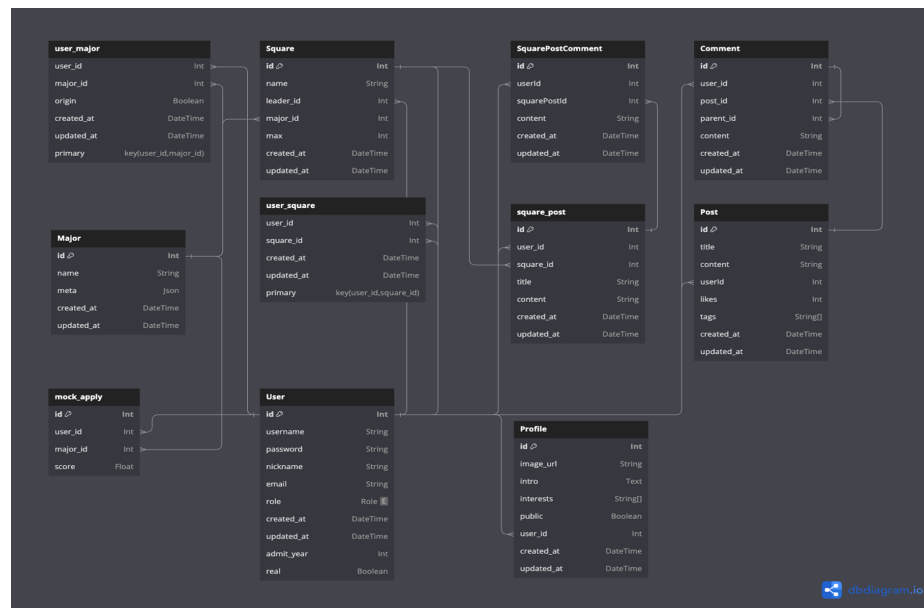 user_major
user_id Int
major_id Int
origin Boolean
created_at DateTime
updated_at DateTime
primary key(user_id,major_id)
Square
id Int
name String
leader_id Int
major_id Int
max Int
created_at DateTime
updated_at DateTime
SquarePostComment
id Int
userId Int
squarePostId Int
content String
created_at DateTime
updated_at DateTime
Comment
id Int
user_id Int
post_id Int
parent_id Int
content String
created_at DateTime
updated_at DateTime
user_square
user_id Int
square_id Int
created_at DateTime
updated_at DateTime
primary key(user_id,square_id)
square_post
id Int
user_id Int
square_id Int
title String
content String
created_at DateTime
updated_at DateTime
Post
id Int
title String
content String
userId Int
likes Int
tags String[]
created_at DateTime
updated_at DateTime
Major
id Int
name String
meta Json
created_at DateTime
updated_at DateTime
mock_apply
id Int
user_id Int
major_id Int
score Float
User
id Int
username String
password String
nickname String
email String
role Role E
created_at DateTime
updated_at DateTime
admit_year Int
real Boolean
Profile
id Int
image_url String
intro Text
interests String[]
public Boolean
user_id Int
created_at DateTime
updated_at DateTime
dbdiagram.io